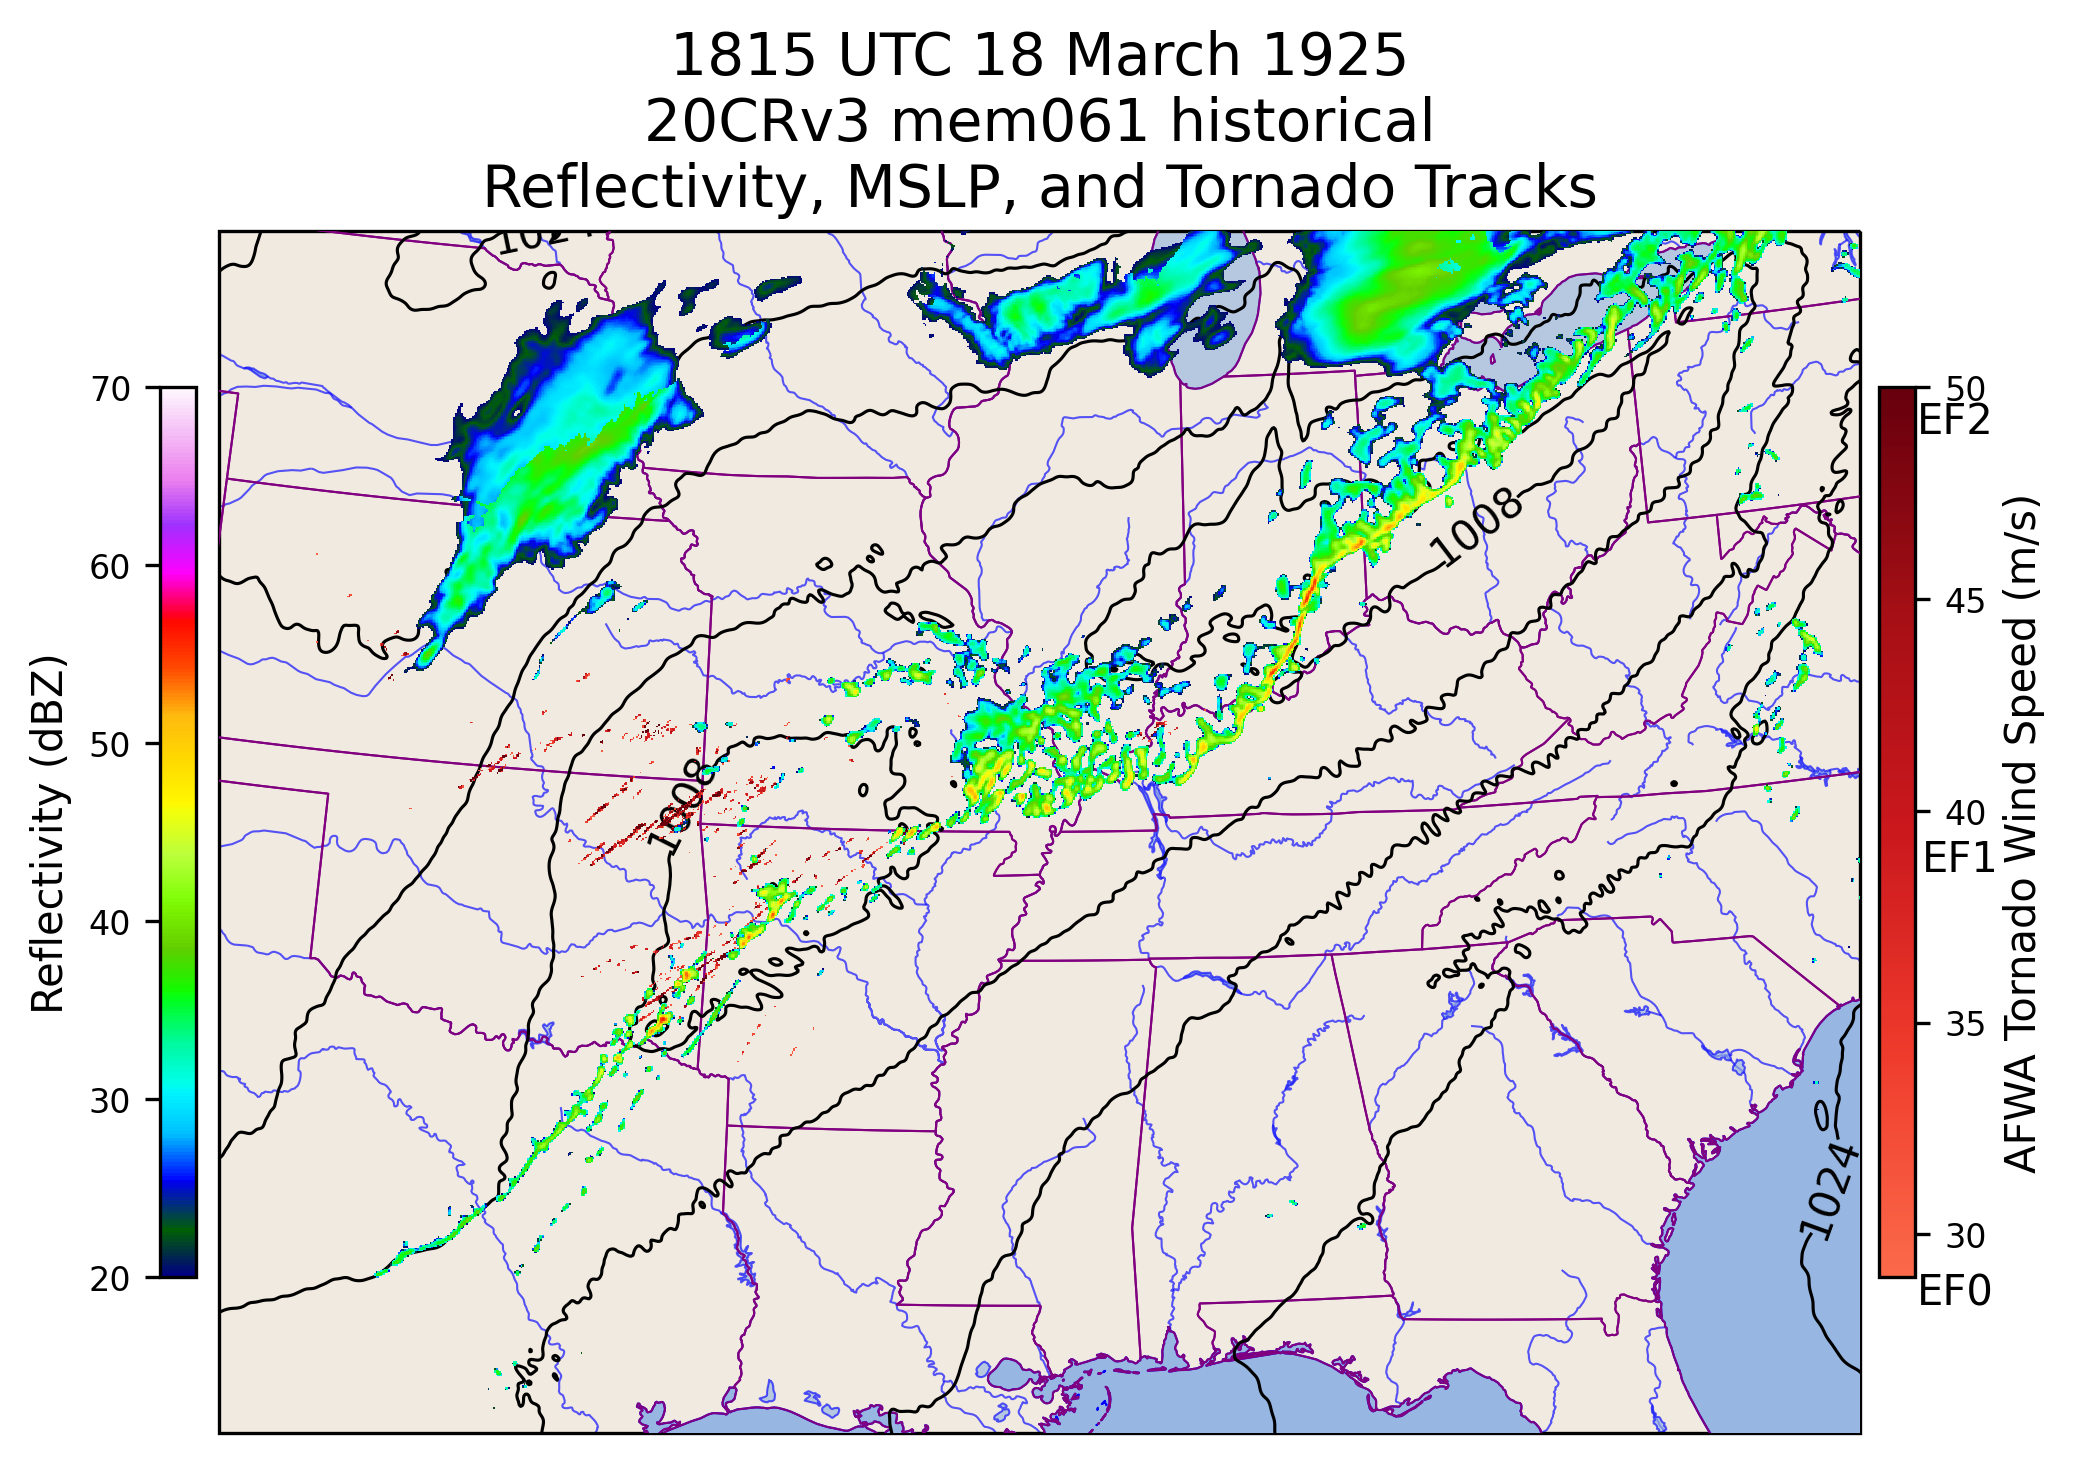 1815 UTC 18 March 1925
20CRv3 mem061 historical
Reflectivity, MSLP, and Tornado Tracks
70
60
50
40
30
20
Reflectivity (dBZ)
1008
1008
1024
50
EF2
45
40
EF1
35
30
EF0
AFWA Tornado Wind Speed (m/s)